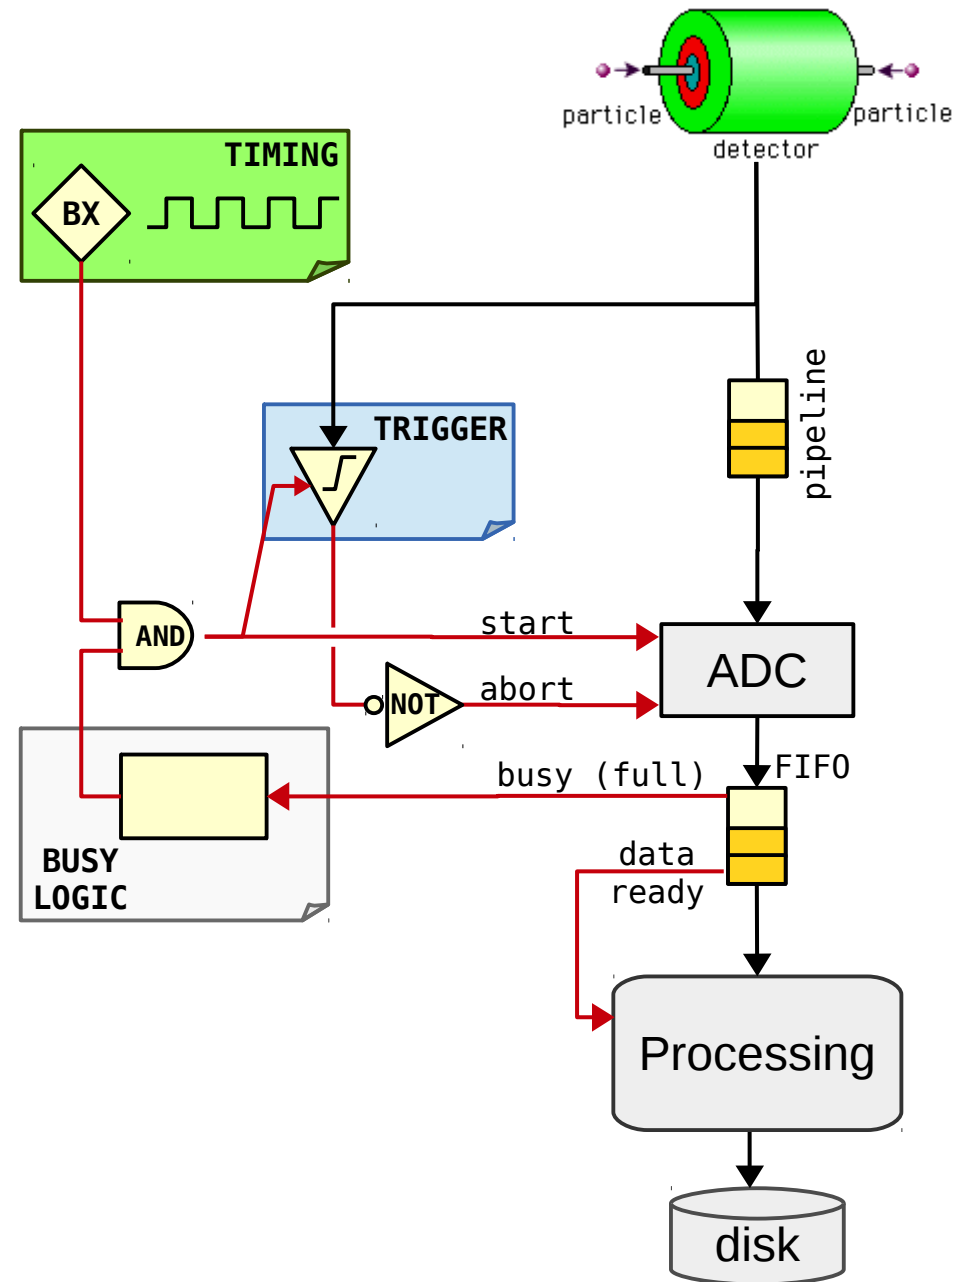 particle
particle
detector
TIMING
BX
pipeline
TRIGGER
AND
start
ADC
NOT
abort
FIFO
busy (full)
BUSY
LOGIC
data
ready
Processing
disk